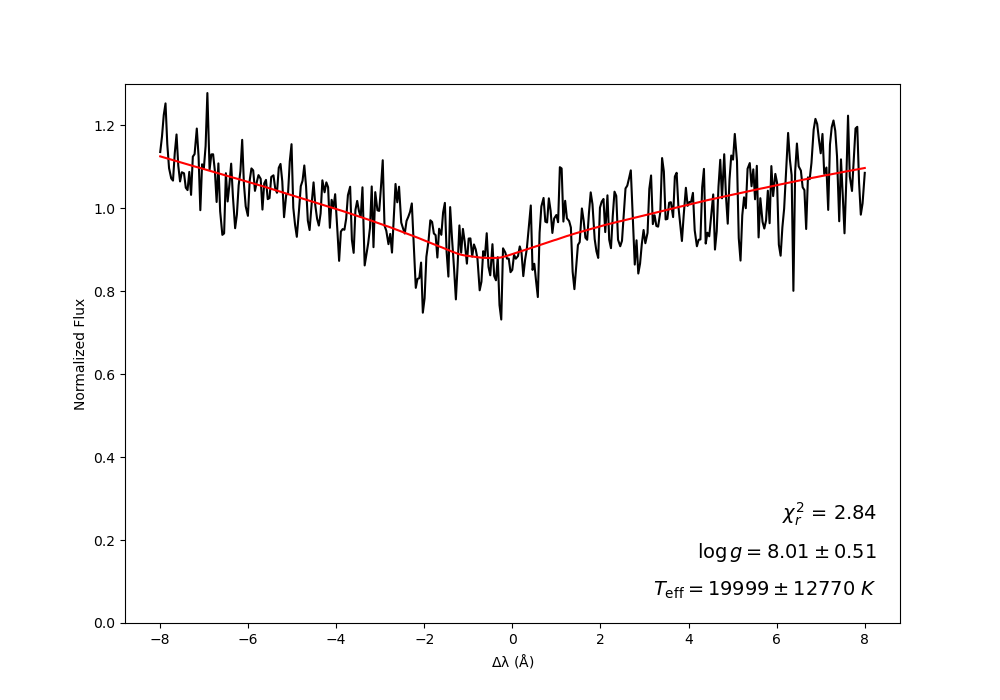 1.2
1.0
0.8
0.6
0.4
0.2
0.0
Normalized Flux
χ²ᵣ = 2.84
log g = 8.01 ± 0.51
T_eff = 19999 ± 12770 K
−8 −6 −4 −2 0 2 4 6 8
Δλ (Å)